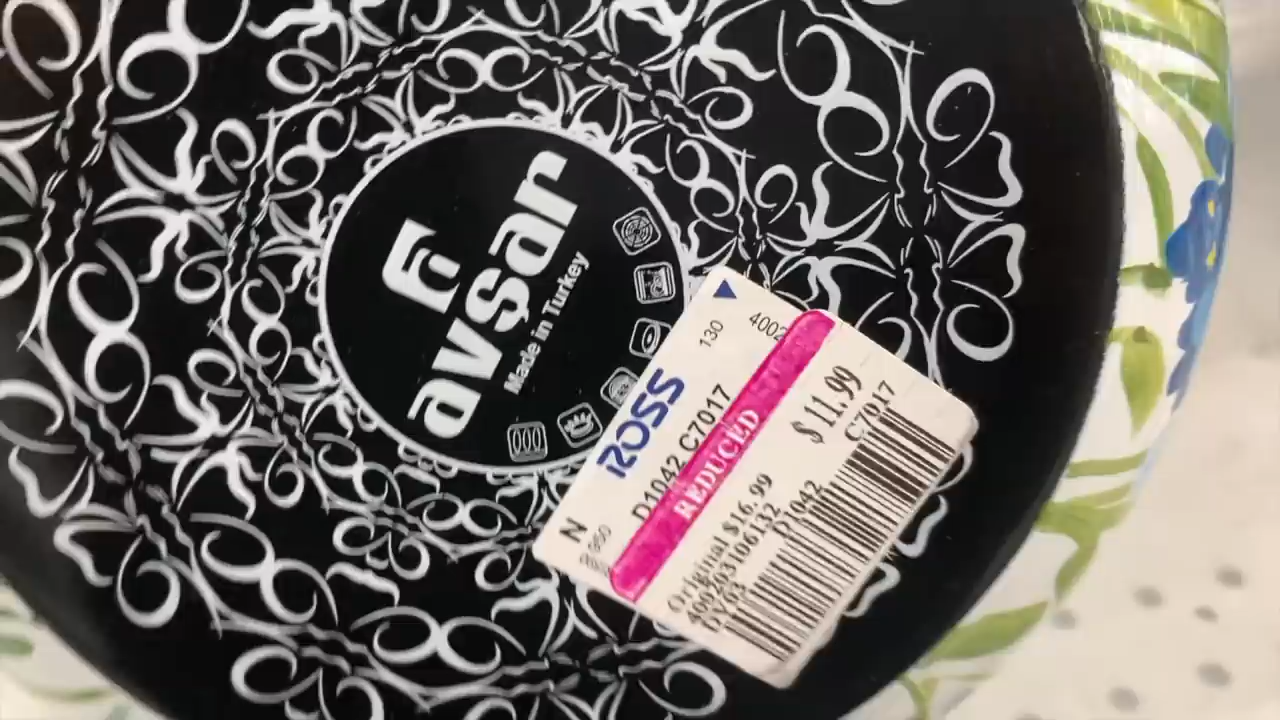 avşar
Made in Turkey
ROSS
130
4002
D1042 C7017
N
REDUCED
$ 11.99
C7017
Original $16.99
400203106132
D1042